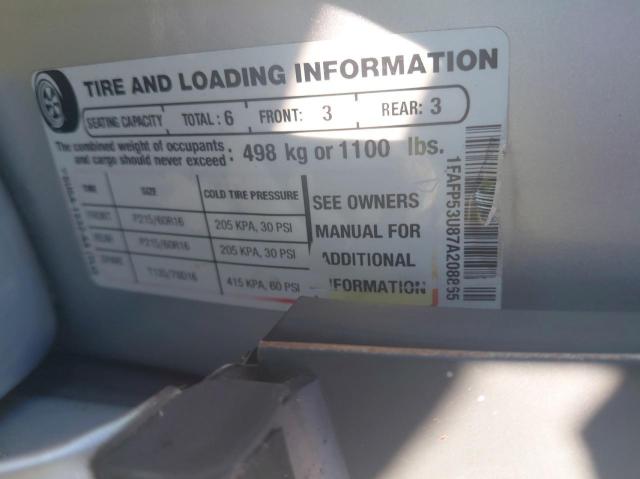 TIRE AND LOADING INFORMATION
SEATING CAPACITY TOTAL: 6 FRONT: 3 REAR: 3
The combined weight of occupants and cargo should never exceed: 498 kg or 1100 lbs.
TIRE SIZE COLD TIRE PRESSURE
FRONT P215/60R16 205 KPA, 30 PSI
REAR P215/60R16 205 KPA, 30 PSI
SPARE 415 KPA, 60 PSI
SEE OWNERS
MANUAL FOR
ADDITIONAL
INFORMATION